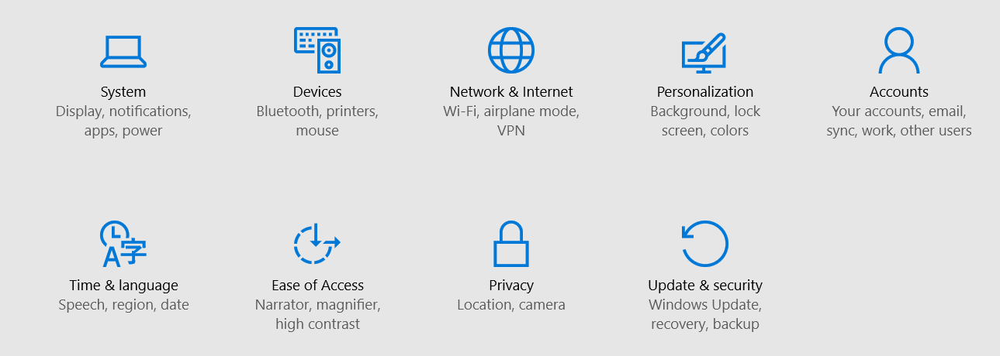 System
Display, notifications,
apps, power
Devices
Bluetooth, printers,
mouse
Network & Internet
Wi-Fi, airplane mode,
VPN
Personalization
Background, lock
screen, colors
Accounts
Your accounts, email,
sync, work, other users
A字
Time & language
Speech, region, date
Ease of Access
Narrator, magnifier,
high contrast
Privacy
Location, camera
Update & security
Windows Update,
recovery, backup